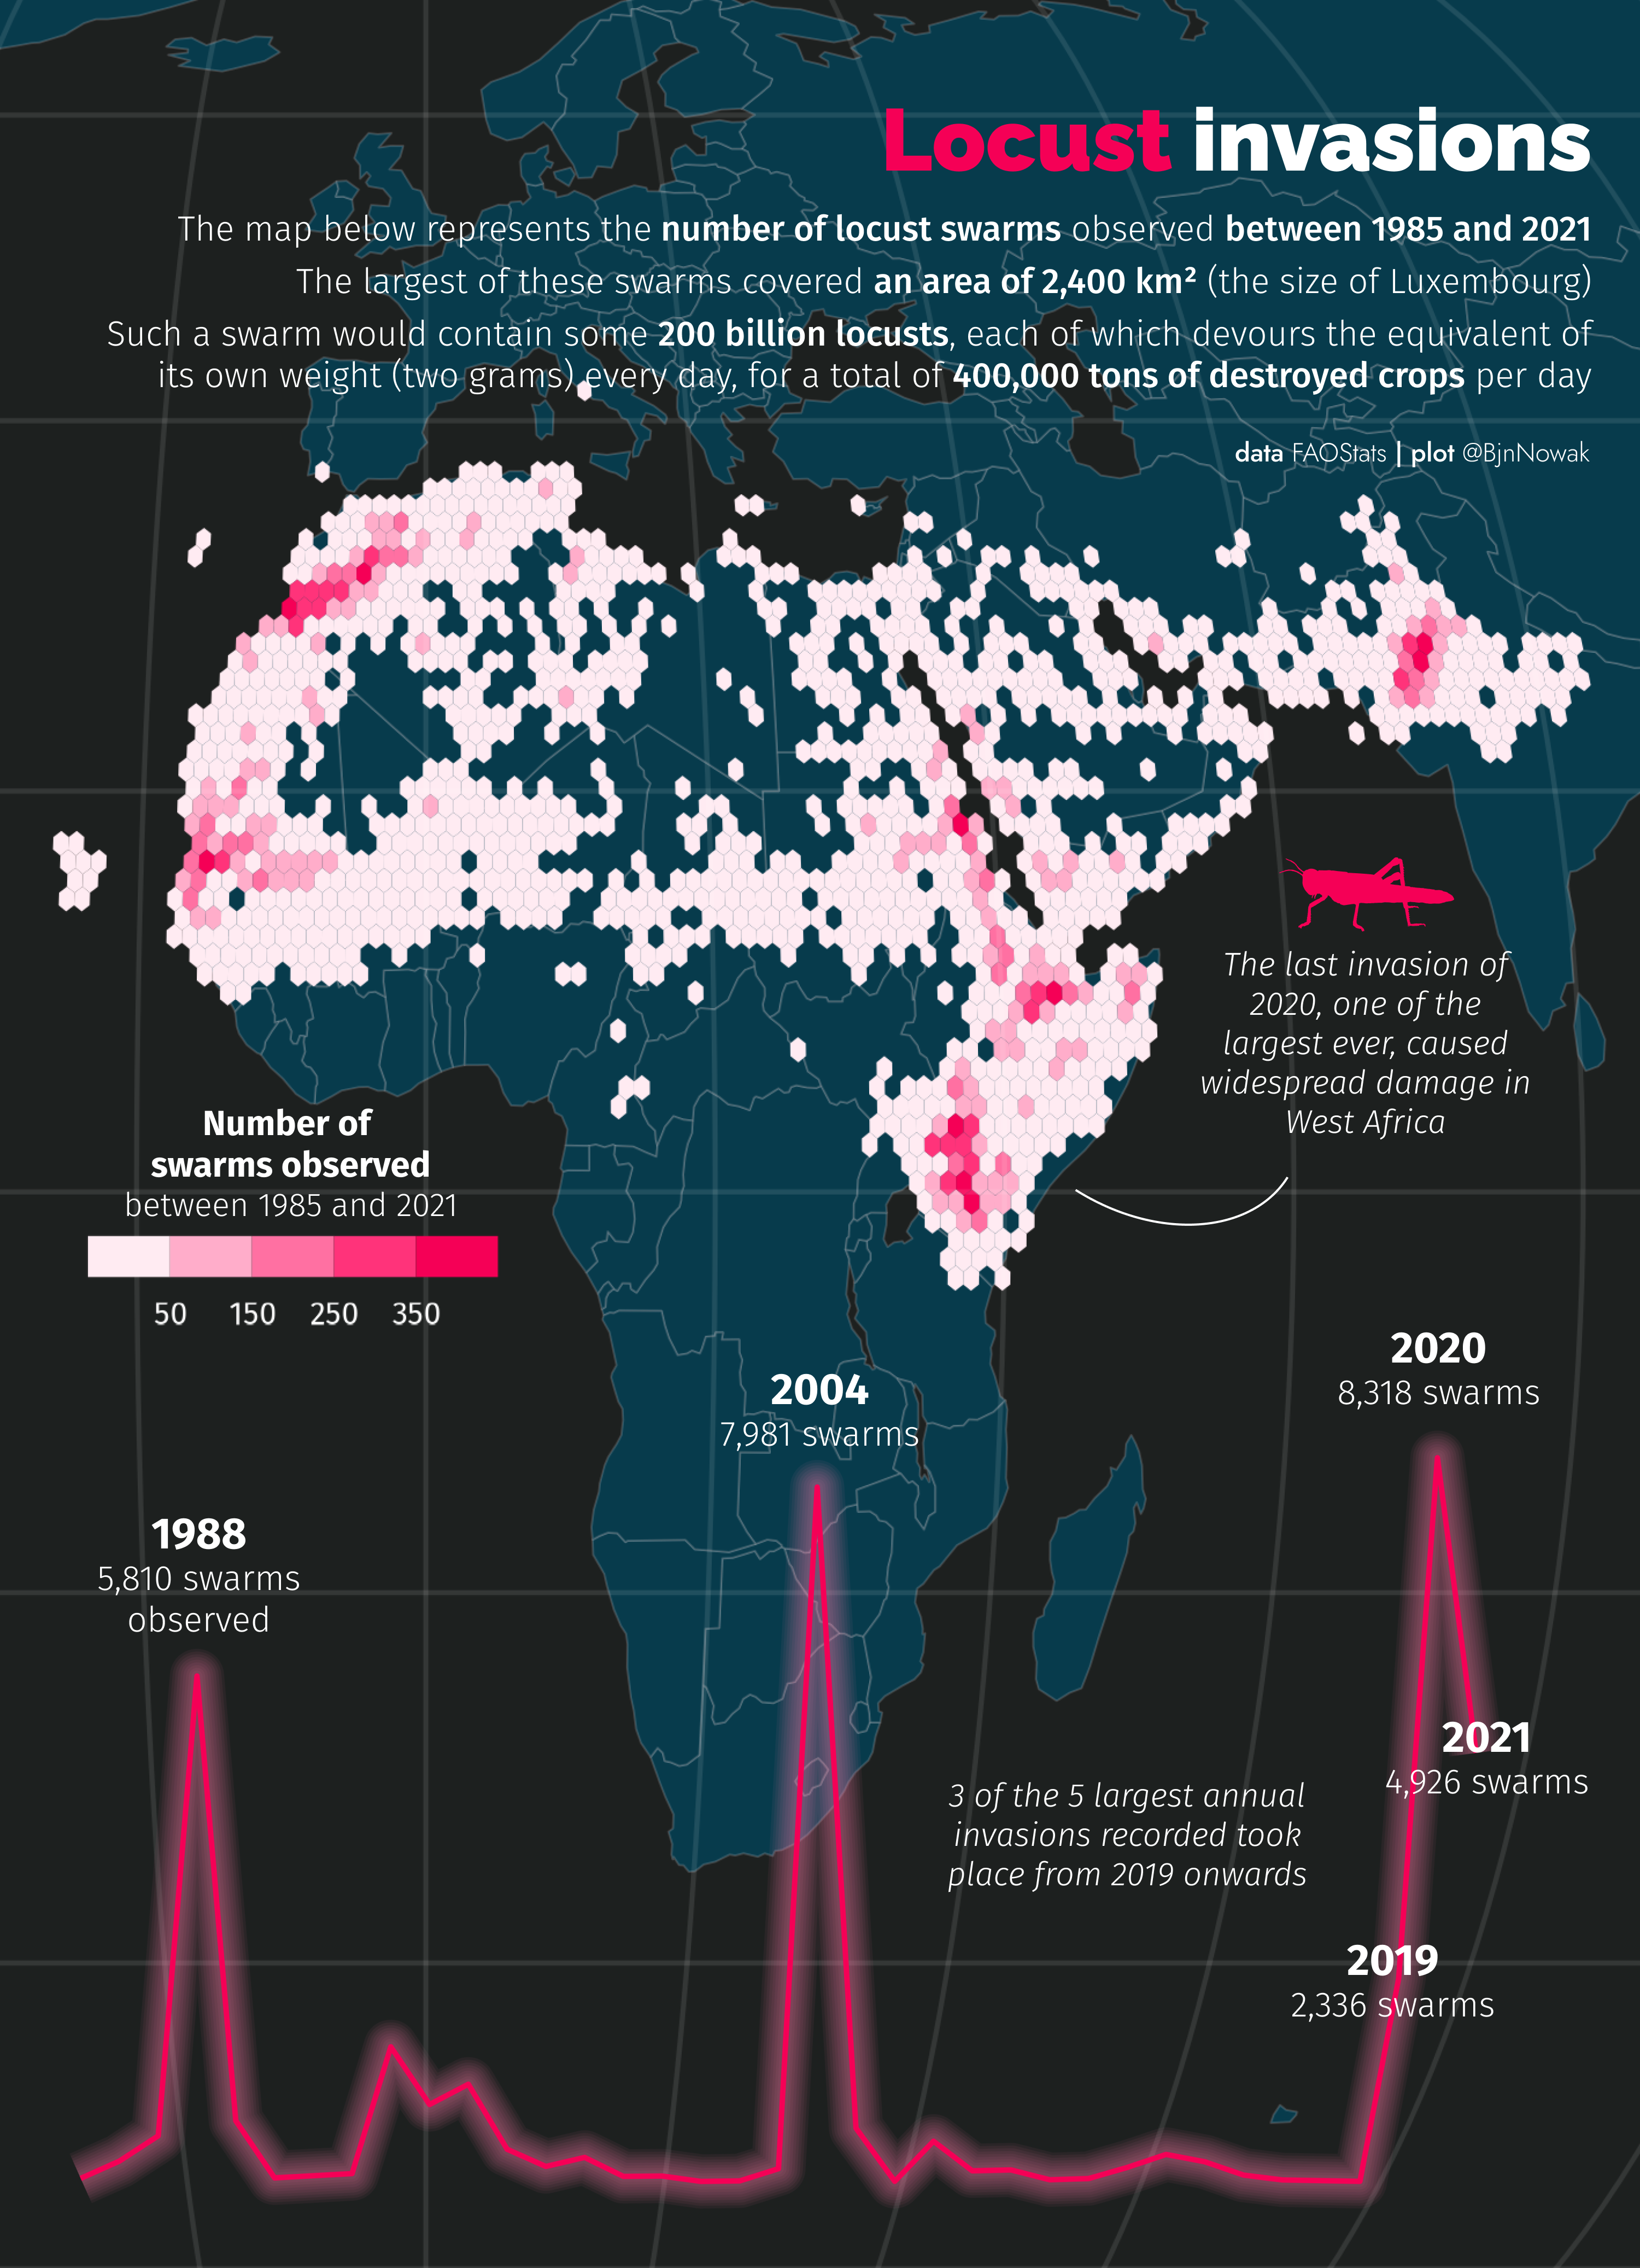 Locust invasions
The map below represents the number of locust swarms observed between 1985 and 2021
The largest of these swarms covered an area of 2,400 km² (the size of Luxembourg)
Such a swarm would contain some 200 billion locusts, each of which devours the equivalent of
its own weight (two grams) every day, for a total of 400,000 tons of destroyed crops per day
data FAOStats | plot @BjnNowak
The last invasion of
2020, one of the
largest ever, caused
widespread damage in
West Africa
Number of
swarms observed
between 1985 and 2021
50 150 250 350
2020
8,318 swarms
2004
7,981 swarms
1988
5,810 swarms
observed
2021
4,926 swarms
3 of the 5 largest annual
invasions recorded took
place from 2019 onwards
2019
2,336 swarms